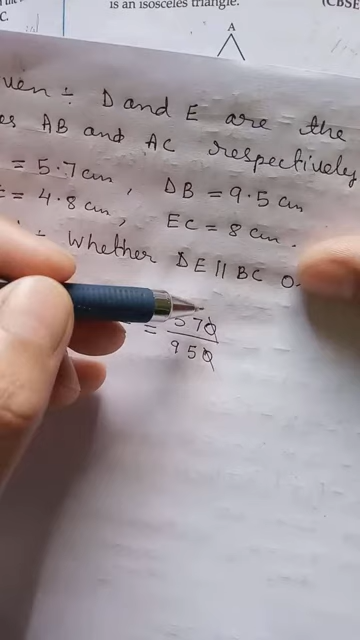 is an isosceles triangle.
(CBSE
C.
A
ven ÷ D and E are the
es AB and AC respectively
= 5.7 cm, DB = 9.5 cm
= 4.8 cm, EC = 8 cm.
÷ Whether DE || BC o
= 570
950